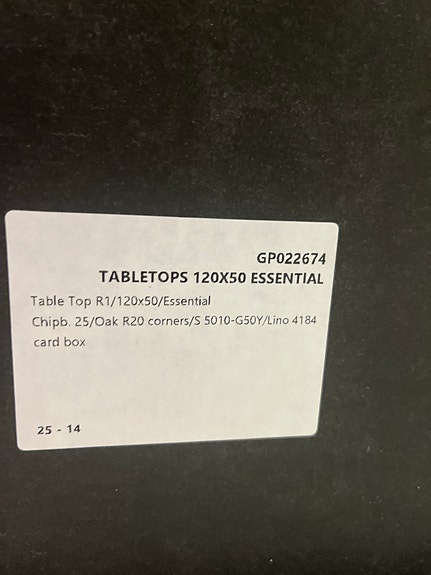 GP022674
TABLETOPS 120X50 ESSENTIAL
Table Top R1/120x50/Essential
Chipb. 25/Oak R20 corners/S 5010-G50Y/Lino 4184
card box
25 - 14